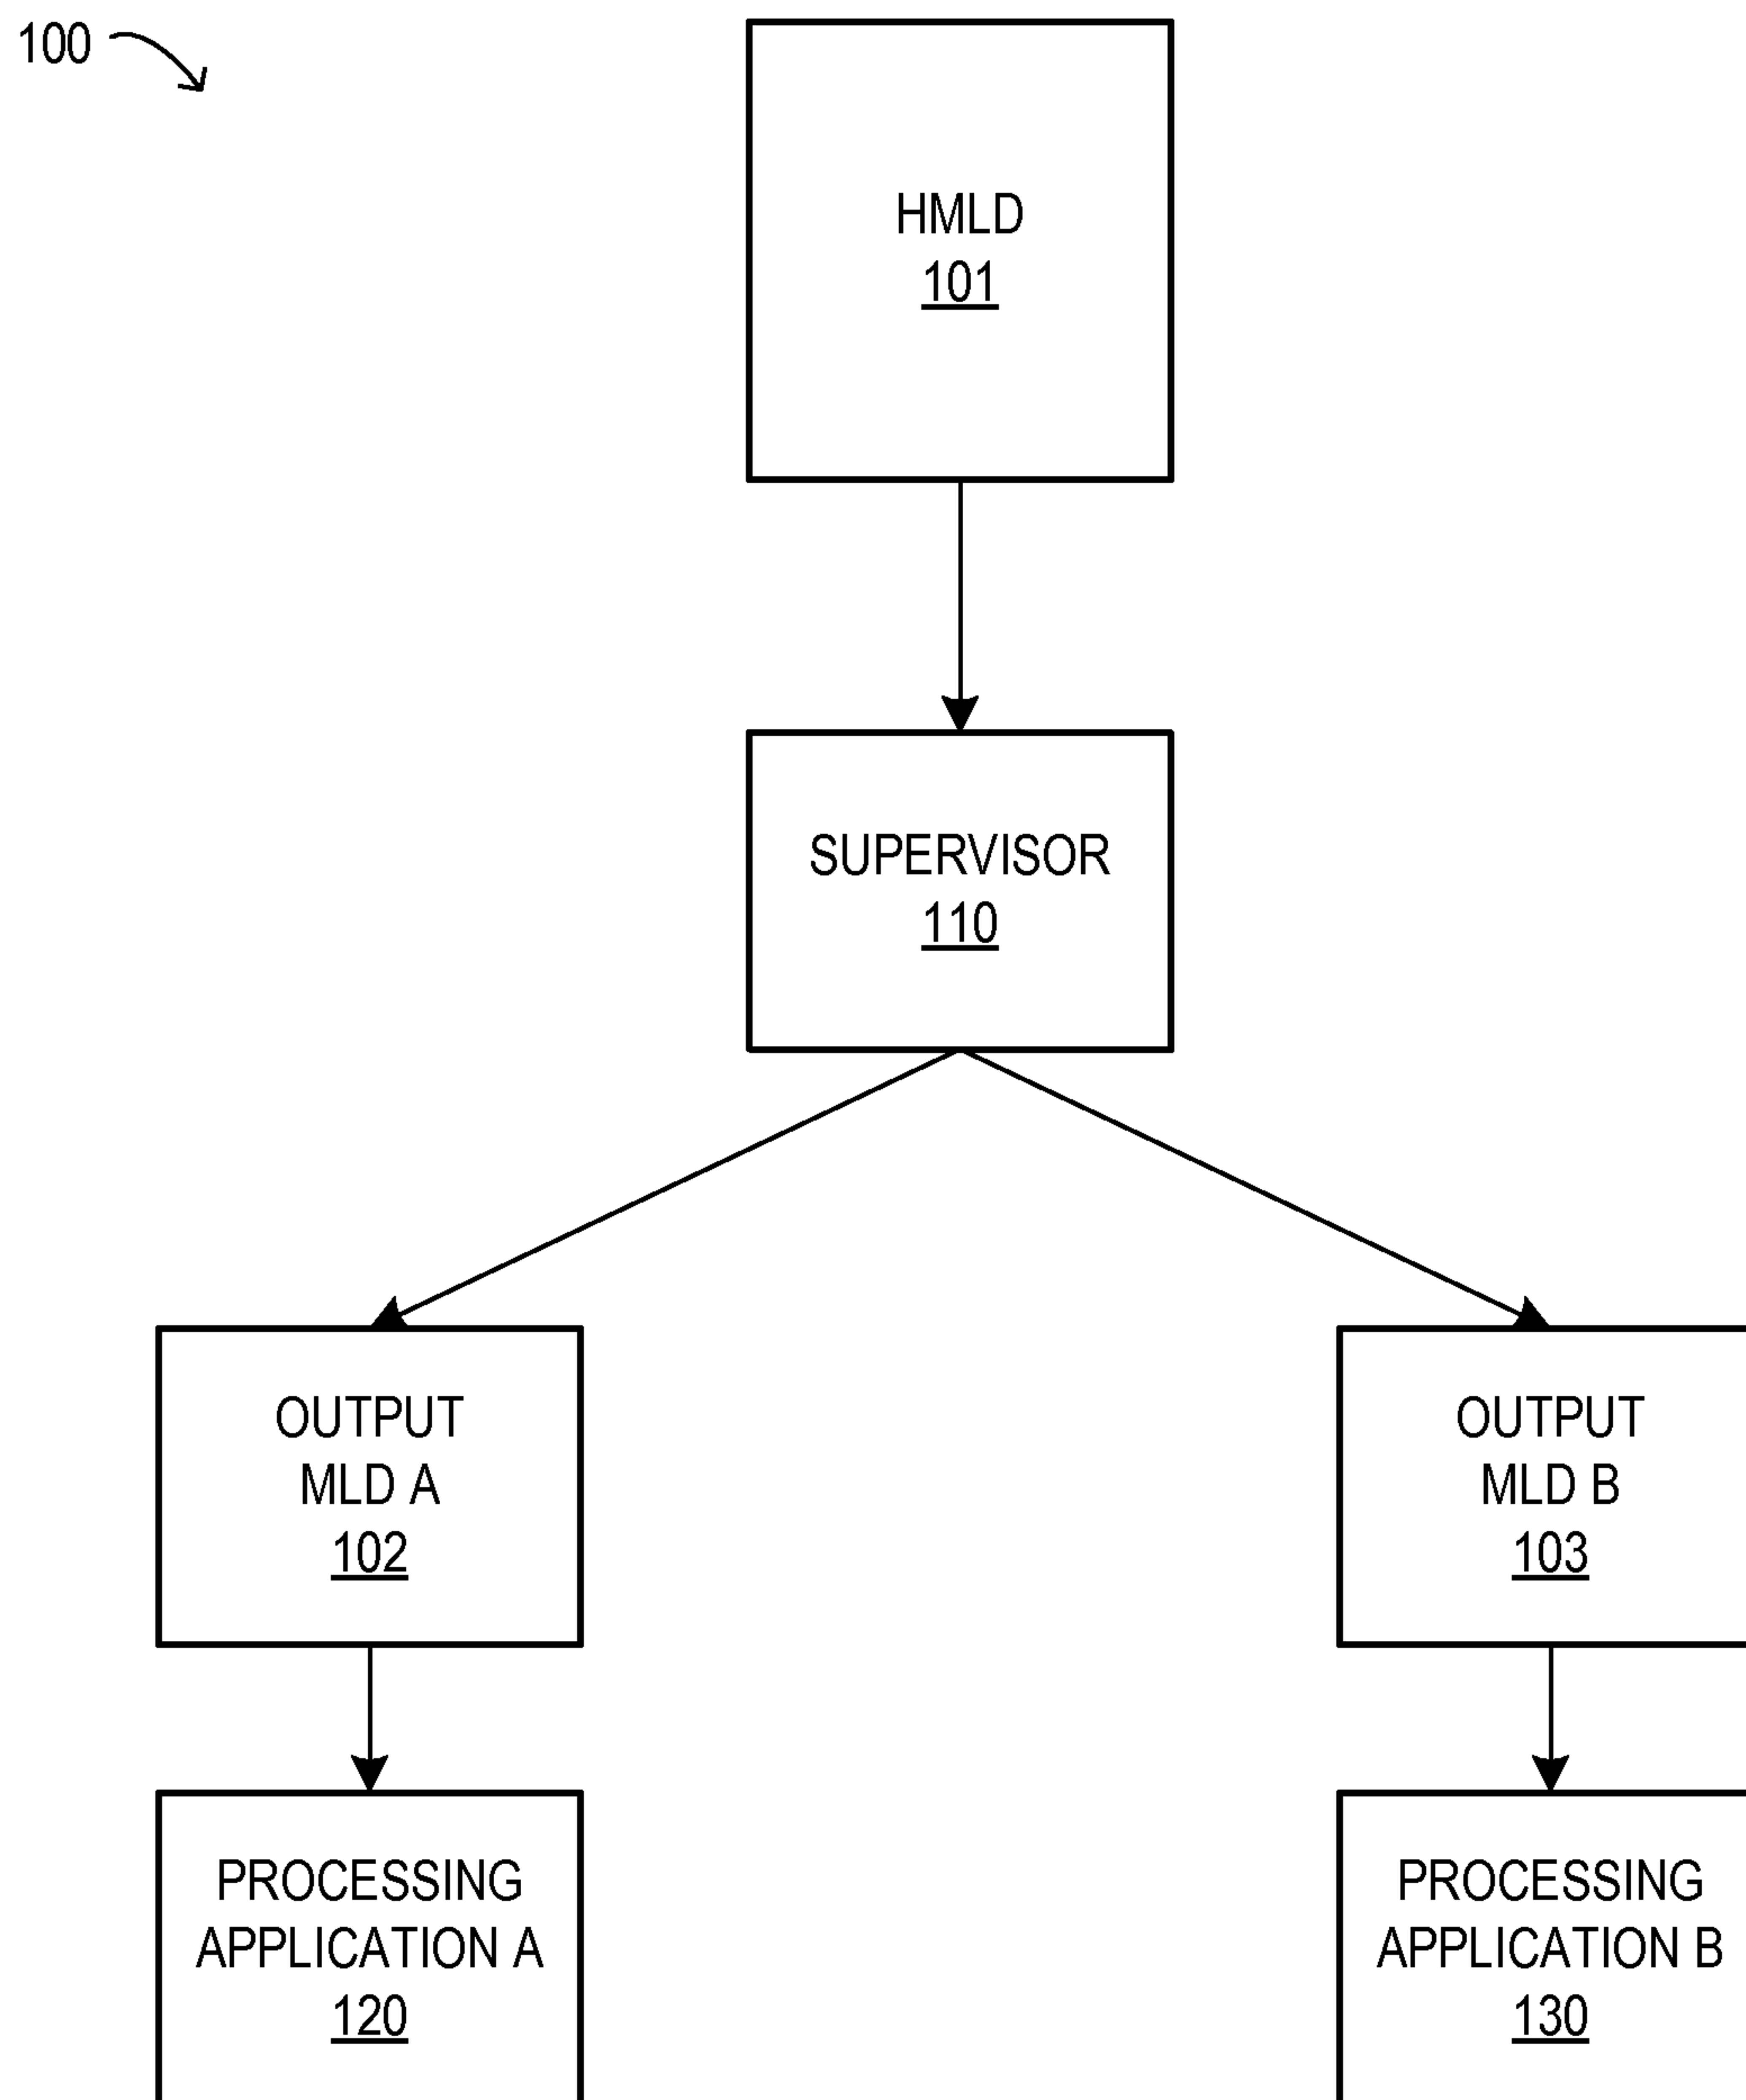 100
HMLD
101
SUPERVISOR
110
OUTPUT
MLD A
102
OUTPUT
MLD B
103
PROCESSING
APPLICATION A
120
PROCESSING
APPLICATION B
130